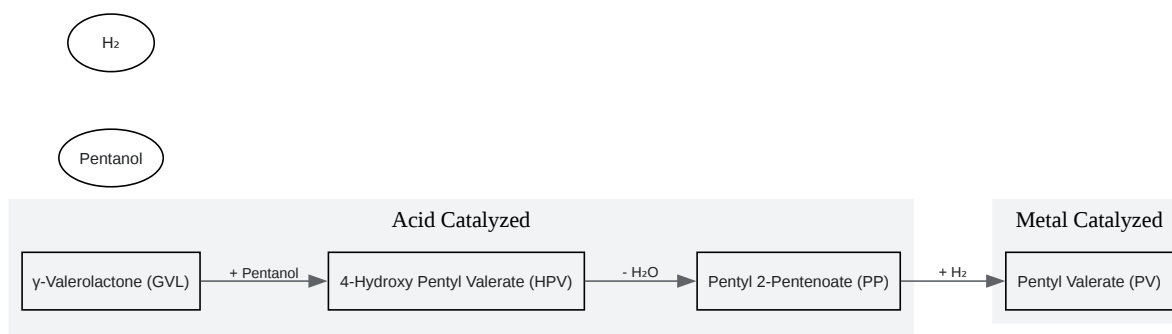 H₂
Pentanol
Acid Catalyzed
Metal Catalyzed
γ-Valerolactone (GVL)
+ Pentanol
4-Hydroxy Pentyl Valerate (HPV)
- H₂O
Pentyl 2-Pentenoate (PP)
+ H₂
Pentyl Valerate (PV)